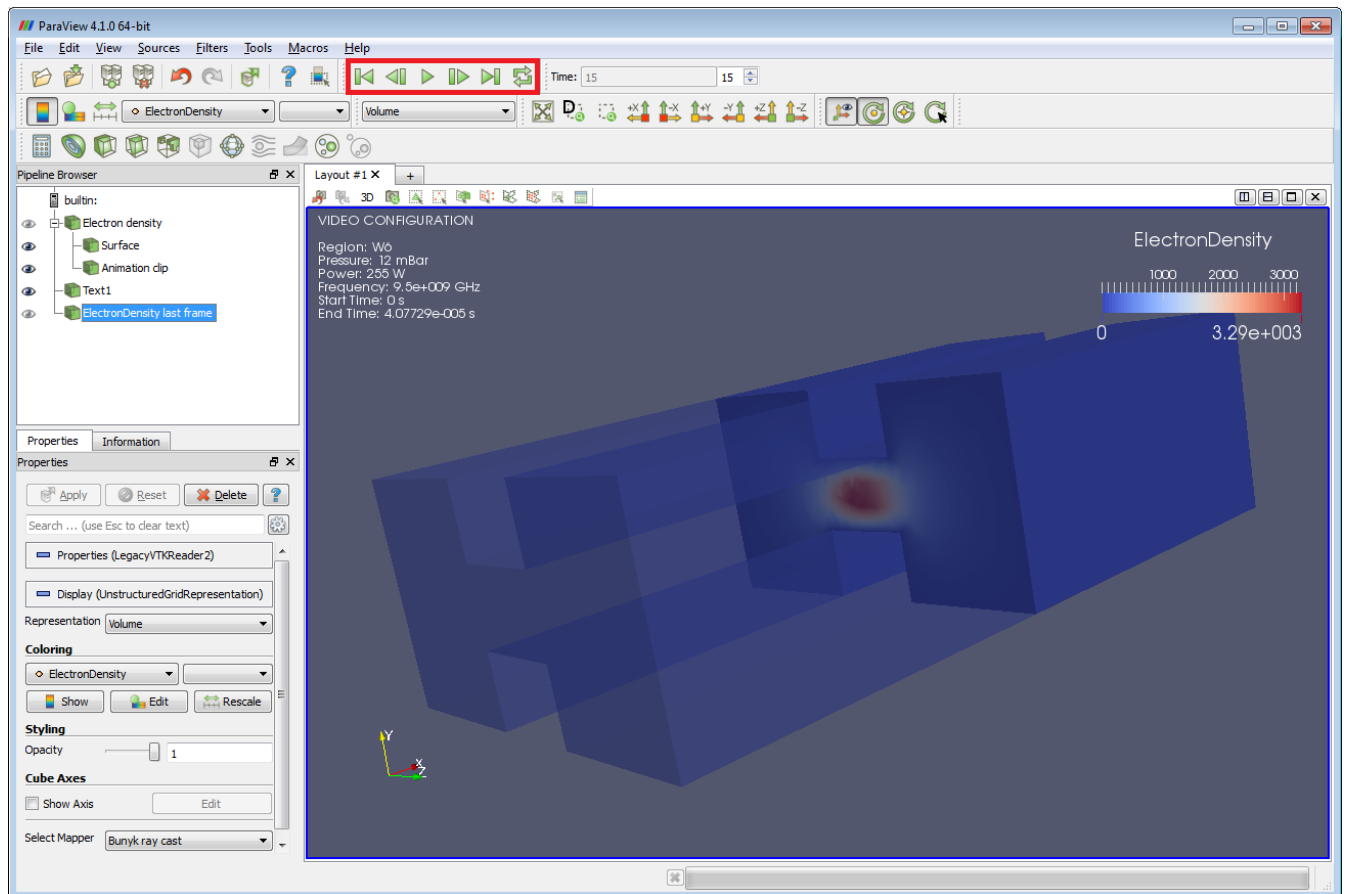 ParaView 4.1.0 64-bit
File Edit View Sources Filters Tools Macros Help
Time: 15 15
ElectronDensity Volume
Pipeline Browser
builtin:
Electron density
Surface
Animation clip
Text1
ElectronDensity last frame
Properties Information
Properties
Apply Reset Delete
Search ... (use Esc to clear text)
Properties (LegacyVTKReader2)
Display (UnstructuredGridRepresentation)
Representation Volume
Coloring
ElectronDensity
Show Edit Rescale
Styling
Opacity 1
Cube Axes
Show Axis Edit
Select Mapper Bunyk ray cast
Layout #1 X +
3D
VIDEO CONFIGURATION
Region: W6
Pressure: 12 mBar
Power: 255 W
Frequency: 9.5e+009 GHz
Start Time: 0 s
End Time: 4.07729e-005 s
ElectronDensity
1000 2000 3000
0 3.29e+003
Y
X
Z